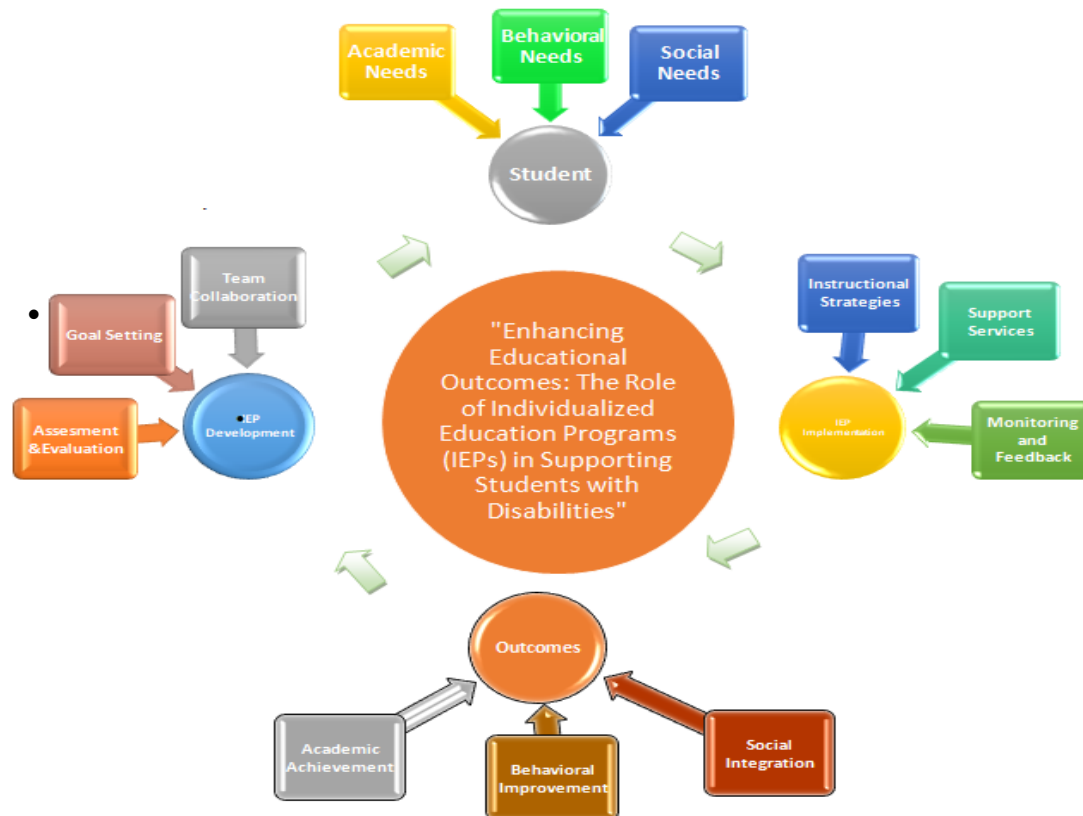 Academic
Needs
Behavioral
Needs
Social
Needs
Student
Team
Collaboration
Goal Setting
Assesment
&Evaluation
IEP
Development
"Enhancing
Educational
Outcomes: The Role
of Individualized
Education Programs
(IEPs) in Supporting
Students with
Disabilities"
Instructional
Strategies
Support
Services
IEP
Implementation
Monitoring
and
Feedback
Outcomes
Academic
Achievement
Behavioral
Improvement
Social
Integration